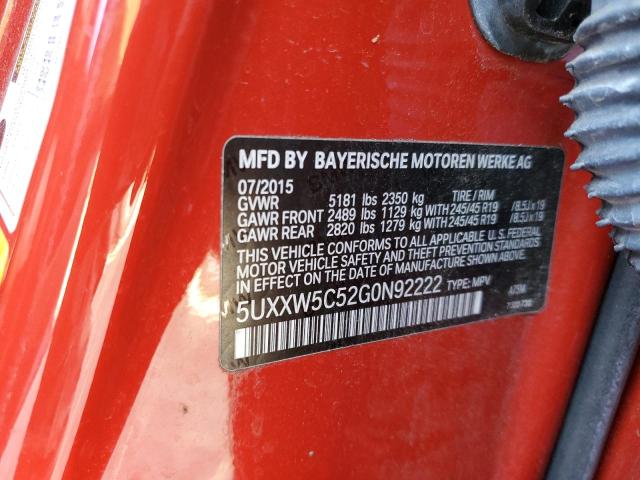 MFD BY BAYERISCHE MOTOREN WERKE AG
07/2015
GVWR 5181 lbs 2350 kg TIRE / RIM
GAWR FRONT 2489 lbs 1129 kg WITH 245/45 R19 / 8.5J x 19
GAWR REAR 2820 lbs 1279 kg WITH 245/45 R19 / 8.5J x 19
THIS VEHICLE CONFORMS TO ALL APPLICABLE U. S. FEDERAL
MOTOR VEHICLE SAFETY AND THEFT PREVENTION STANDARDS
IN EFFECT ON THE DATE OF MANUFACTURE SHOWN ABOVE.
5UXXW5C52G0N92222 TYPE: MPV A75M